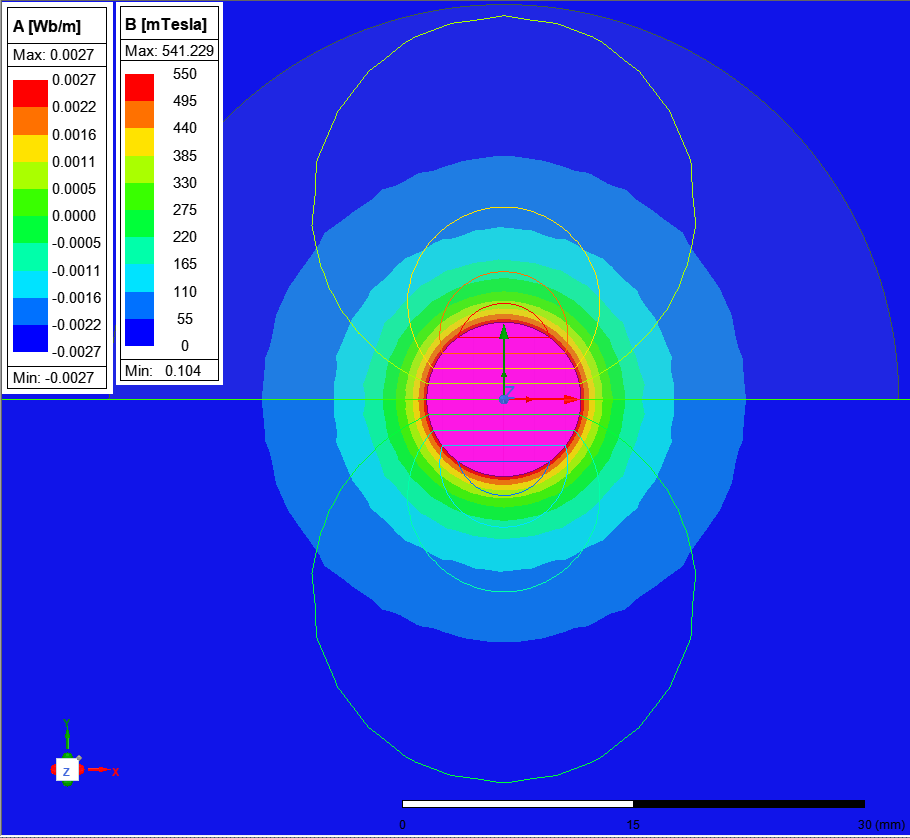 A [Wb/m]
Max: 0.0027
0.0027
0.0022
0.0016
0.0011
0.0005
0.0000
-0.0005
-0.0011
-0.0016
-0.0022
-0.0027
Min: -0.0027
B [mTesla]
Max: 541.229
550
495
440
385
330
275
220
165
110
55
0
Min: 0.104
Z
Y
Z
X
0 15 30 (mm)